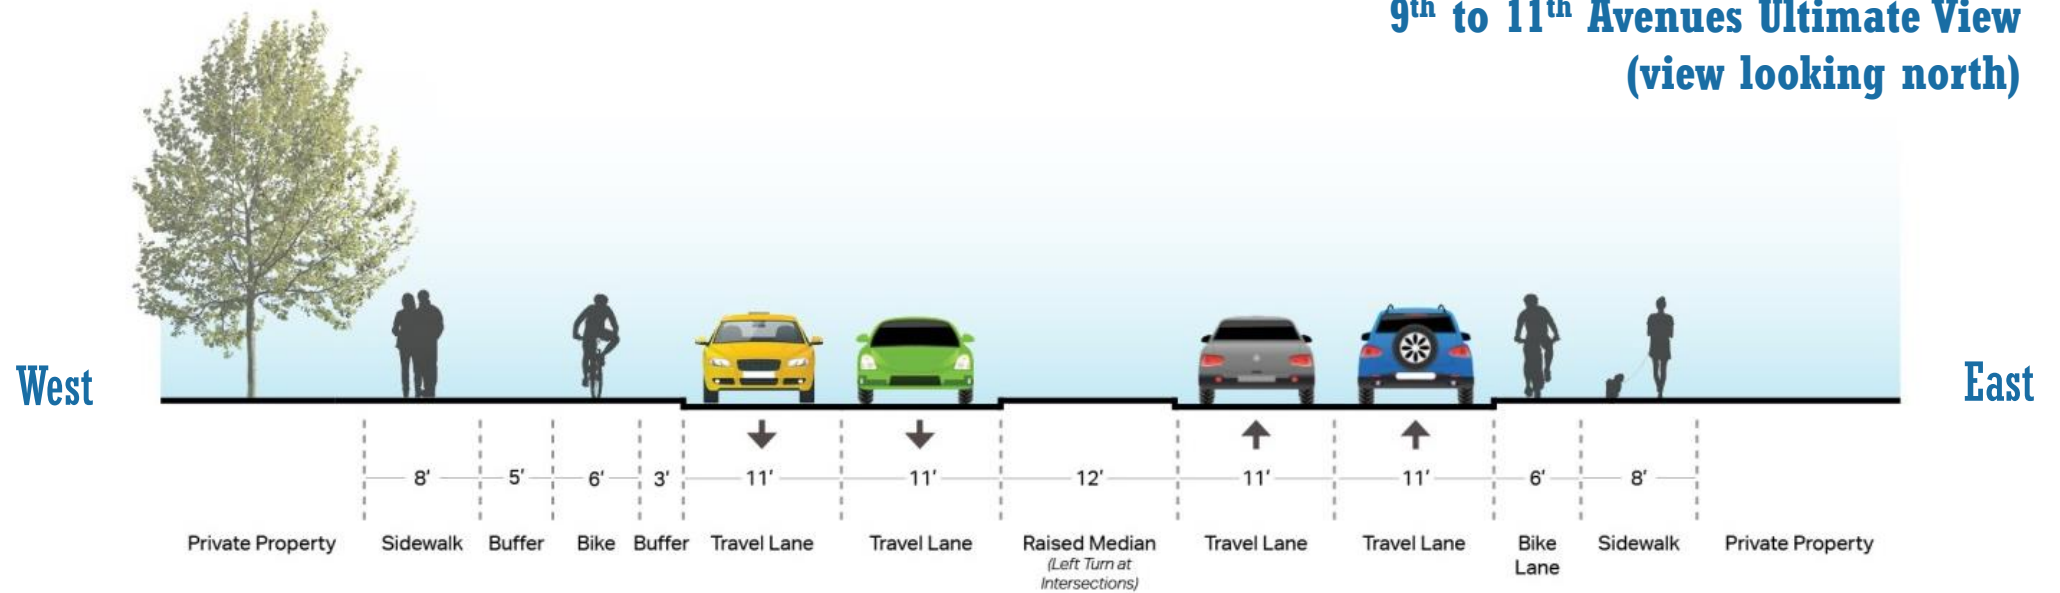 9th to 11th Avenues Ultimate View
(view looking north)
West
East
8’ 5’ 6’ 3’ 11’ 11’ 12’ 11’ 11’ 6’ 8’
Private Property Sidewalk Buffer Bike Buffer Travel Lane Travel Lane Raised Median Travel Lane Travel Lane Bike Sidewalk Private Property
(Left Turn at Lane
Intersections)